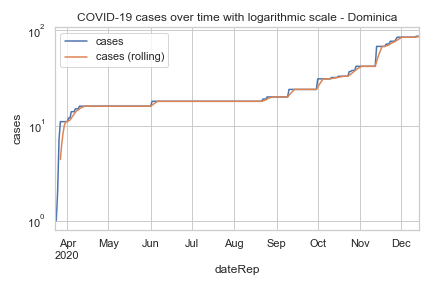 COVID-19 cases over time with logarithmic scale - Dominica
cases
cases (rolling)
10²
10¹
10⁰
cases
Apr May Jun Jul Aug Sep Oct Nov Dec
2020
dateRep